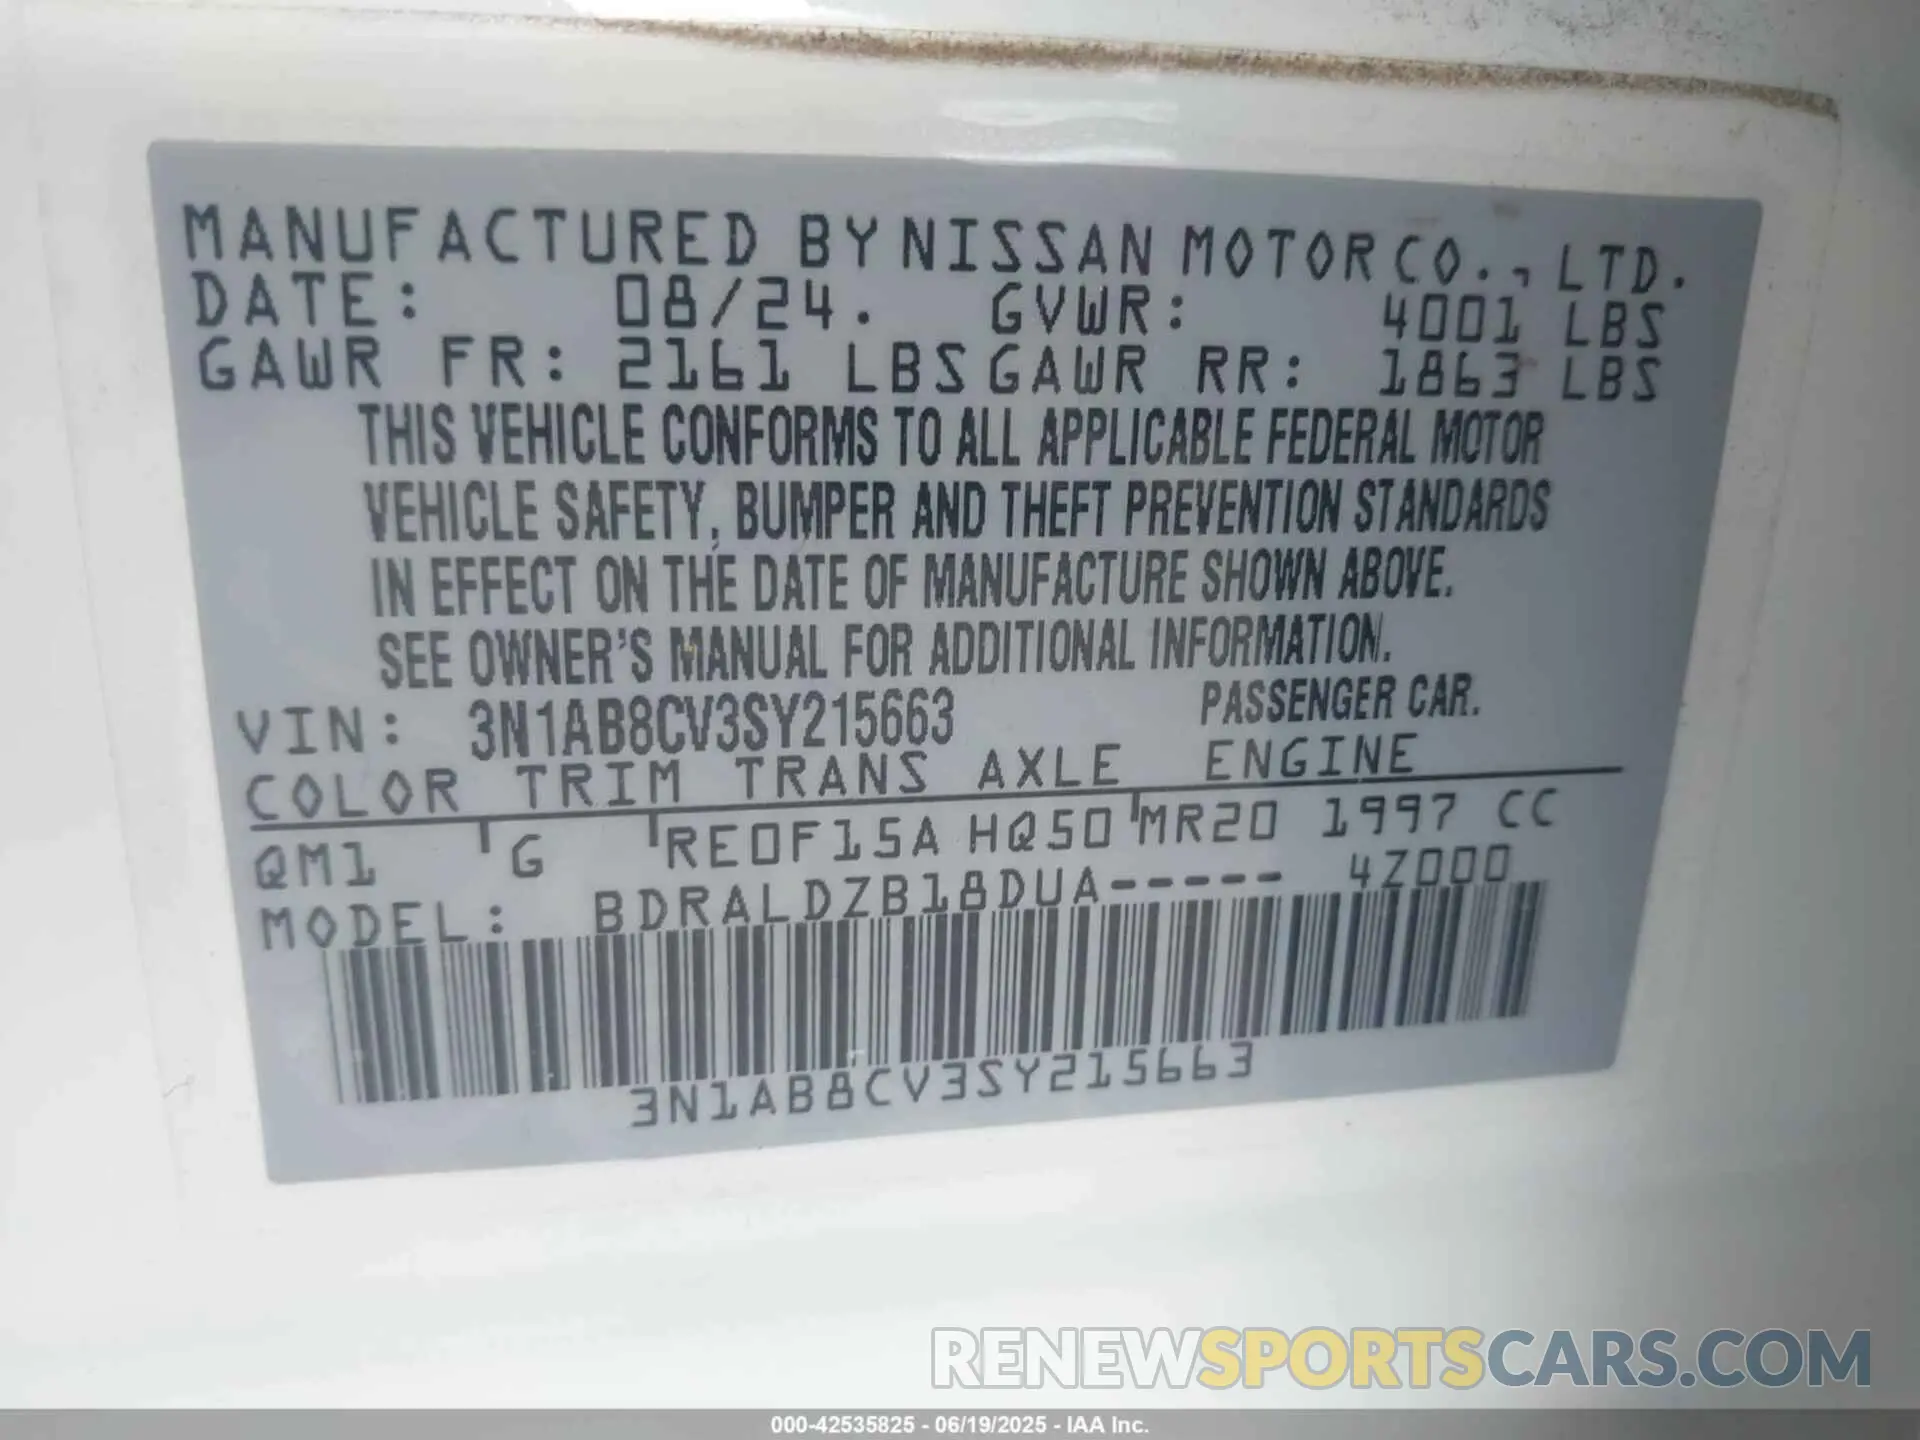 MANUFACTURED BY NISSAN MOTOR CO., LTD.
DATE: 08/24. GVWR: 4001 LBS
GAWR FR: 2161 LBS GAWR RR: 1863 LBS
THIS VEHICLE CONFORMS TO ALL APPLICABLE FEDERAL MOTOR
VEHICLE SAFETY, BUMPER AND THEFT PREVENTION STANDARDS
IN EFFECT ON THE DATE OF MANUFACTURE SHOWN ABOVE.
SEE OWNER'S MANUAL FOR ADDITIONAL INFORMATION.
VIN: 3N1AB8CV3SY215663 PASSENGER CAR.
COLOR TRIM TRANS AXLE ENGINE
QM1 G RE0F15A HQ50 MR20 1997 CC
MODEL: BDRALDZB18DUA----- 4Z000
3N1AB8CV3SY215663
RENEWSPORTSCARS.COM
000-42535825 - 06/19/2025 - IAA Inc.